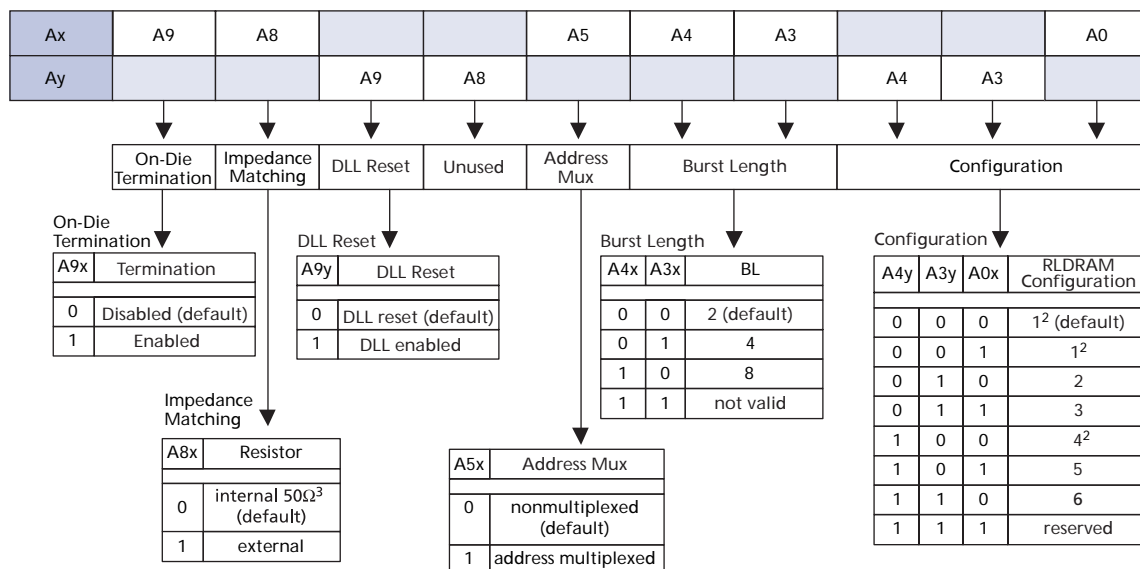 Ax A9 A8 A5 A4 A3 A0
Ay A9 A8 A4 A3
On-Die Termination
Impedance Matching
DLL Reset
Unused
Address Mux
Burst Length
Configuration
On-Die
Termination
A9x Termination
0 Disabled (default)
1 Enabled
DLL Reset
A9y DLL Reset
0 DLL reset (default)
1 DLL enabled
Burst Length
A4x A3x BL
0 0 2 (default)
0 1 4
1 0 8
1 1 not valid
Configuration
A4y A3y A0x RLDRAM Configuration
0 0 0 1² (default)
0 0 1 1²
0 1 0 2
0 1 1 3
1 0 0 4²
1 0 1 5
1 1 0 6
1 1 1 reserved
Impedance
Matching
A8x Resistor
0 internal 50Ω³ (default)
1 external
A5x Address Mux
0 nonmultiplexed (default)
1 address multiplexed